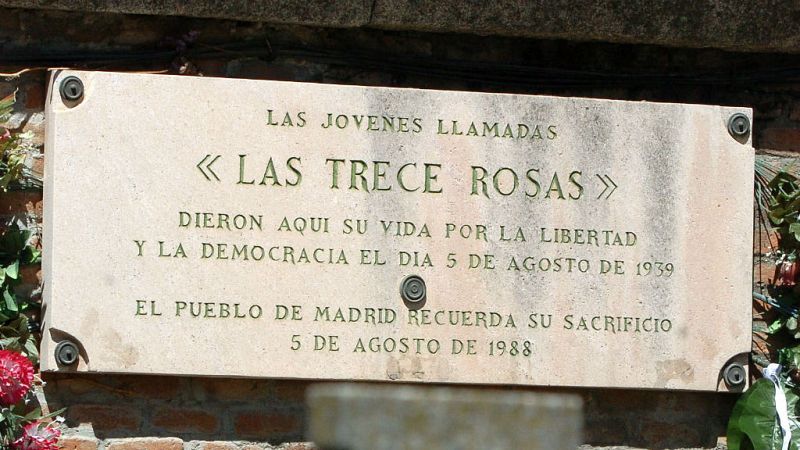 LAS JOVENES LLAMADAS
« LAS TRECE ROSAS »
DIERON AQUI SU VIDA POR LA LIBERTAD
Y LA DEMOCRACIA EL DIA 5 DE AGOSTO DE 1939
EL PUEBLO DE MADRID RECUERDA SU SACRIFICIO
5 DE AGOSTO DE 1988